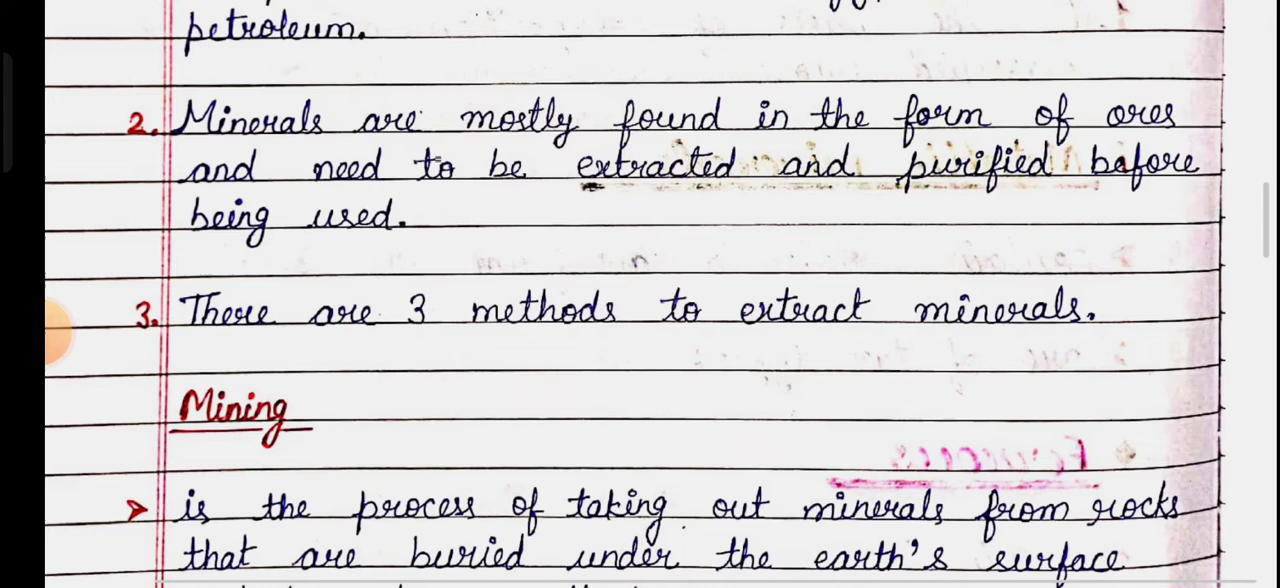 petroleum.
2. Minerals are mostly found in the form of ores
and need to be extracted and purified before
being used.
3. There are 3 methods to extract minerals.
Mining
➤ is the process of taking out minerals from rocks
that are buried under the earth's surface